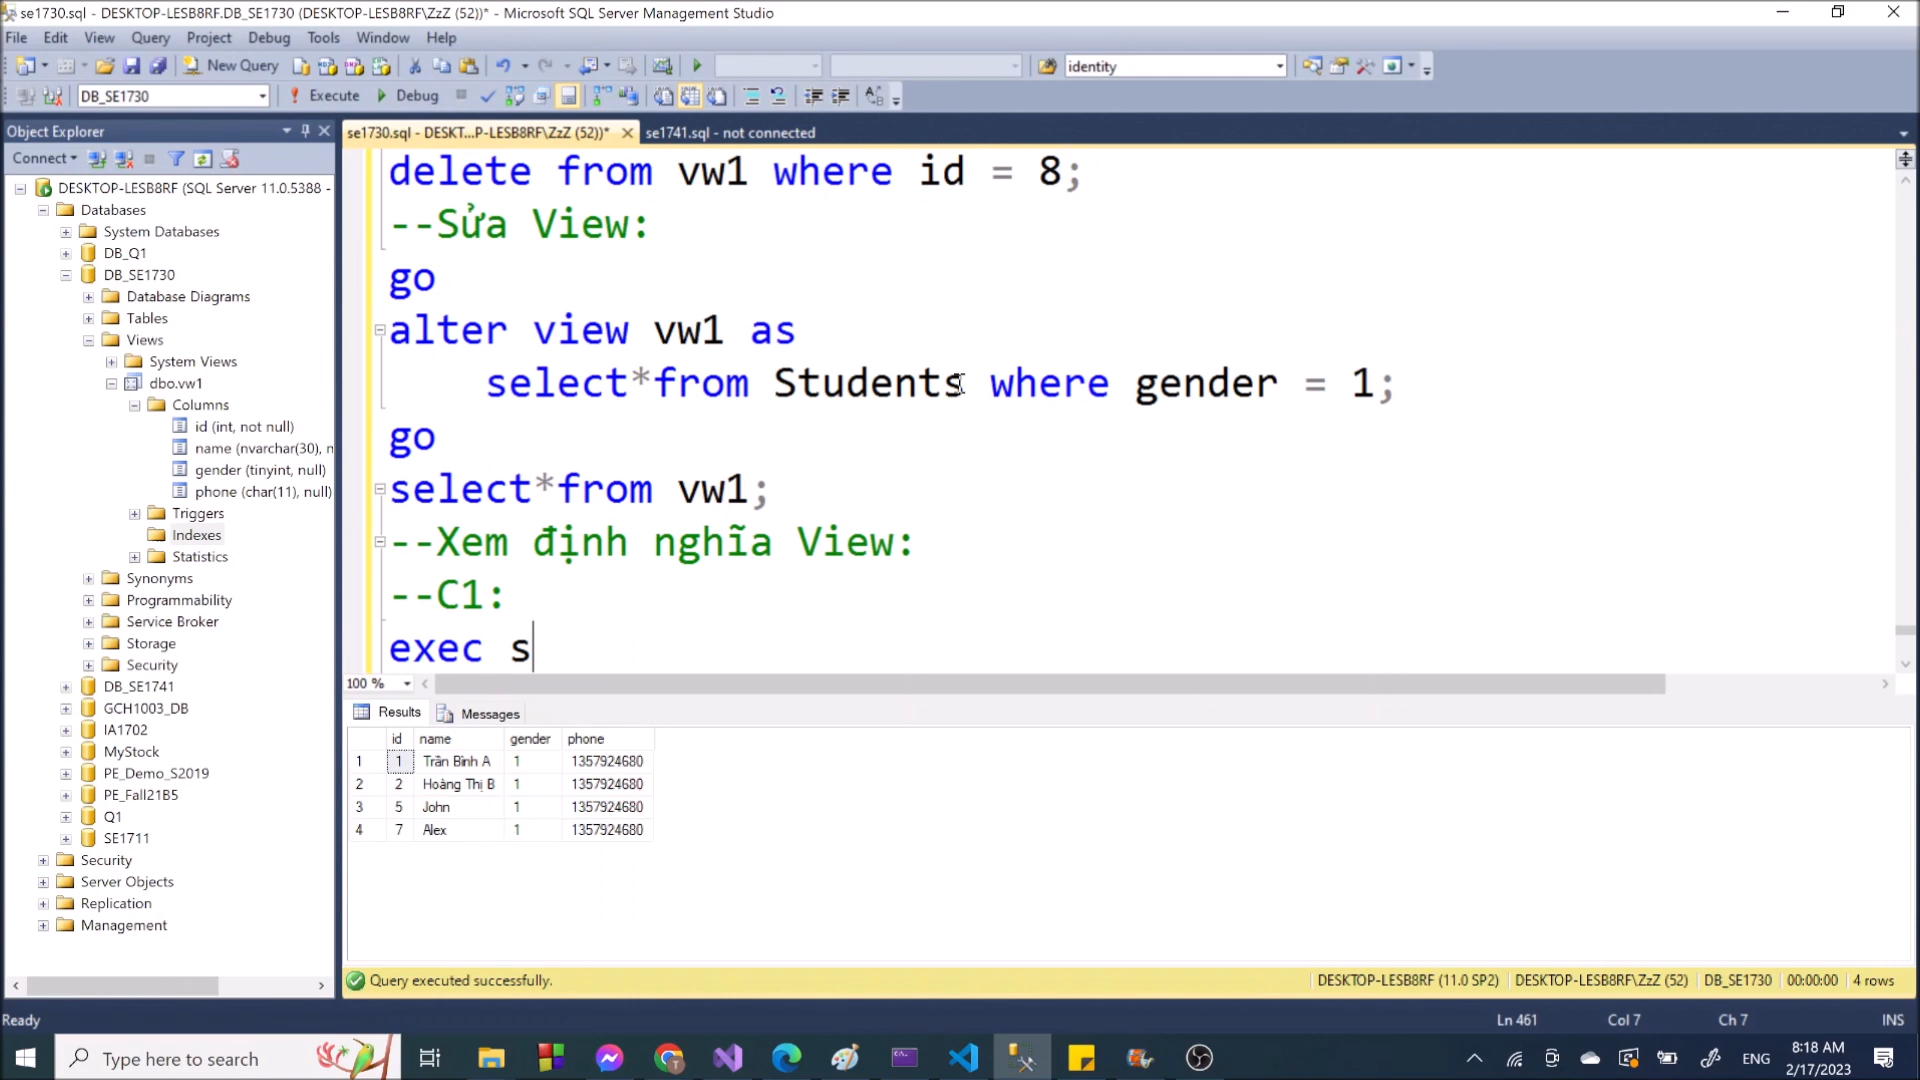 se1730.sql - DESKTOP-LESB8RF.DB_SE1730 (DESKTOP-LESB8RF\ZzZ (52))* - Microsoft SQL Server Management Studio
File Edit View Query Project Debug Tools Window Help
New Query
identity
DB_SE1730
Execute
Debug
Object Explorer
se1730.sql - DESKT...P-LESB8RF\ZzZ (52))*
se1741.sql - not connected
Connect
DESKTOP-LESB8RF (SQL Server 11.0.5388 -
Databases
System Databases
DB_Q1
DB_SE1730
Database Diagrams
Tables
Views
System Views
dbo.vw1
Columns
id (int, not null)
name (nvarchar(30), n
gender (tinyint, null)
phone (char(11), null)
Triggers
Indexes
Statistics
Synonyms
Programmability
Service Broker
Storage
Security
DB_SE1741
GCH1003_DB
IA1702
MyStock
PE_Demo_S2019
PE_Fall21B5
Q1
SE1711
Security
Server Objects
Replication
Management
delete from vw1 where id = 8;
--Sửa View:
go
alter view vw1 as
select*from Students where gender = 1;
go
select*from vw1;
--Xem định nghĩa View:
--C1:
exec s
100 %
Results
Messages
id name gender phone
1 1 Trần Bình A 1 1357924680
2 2 Hoàng Thị B 1 1357924680
3 5 John 1 1357924680
4 7 Alex 1 1357924680
Query executed successfully.
DESKTOP-LESB8RF (11.0 SP2)
DESKTOP-LESB8RF\ZzZ (52)
DB_SE1730
00:00:00
4 rows
Ready
Ln 461
Col 7
Ch 7
INS
Type here to search
ENG
8:18 AM
2/17/2023